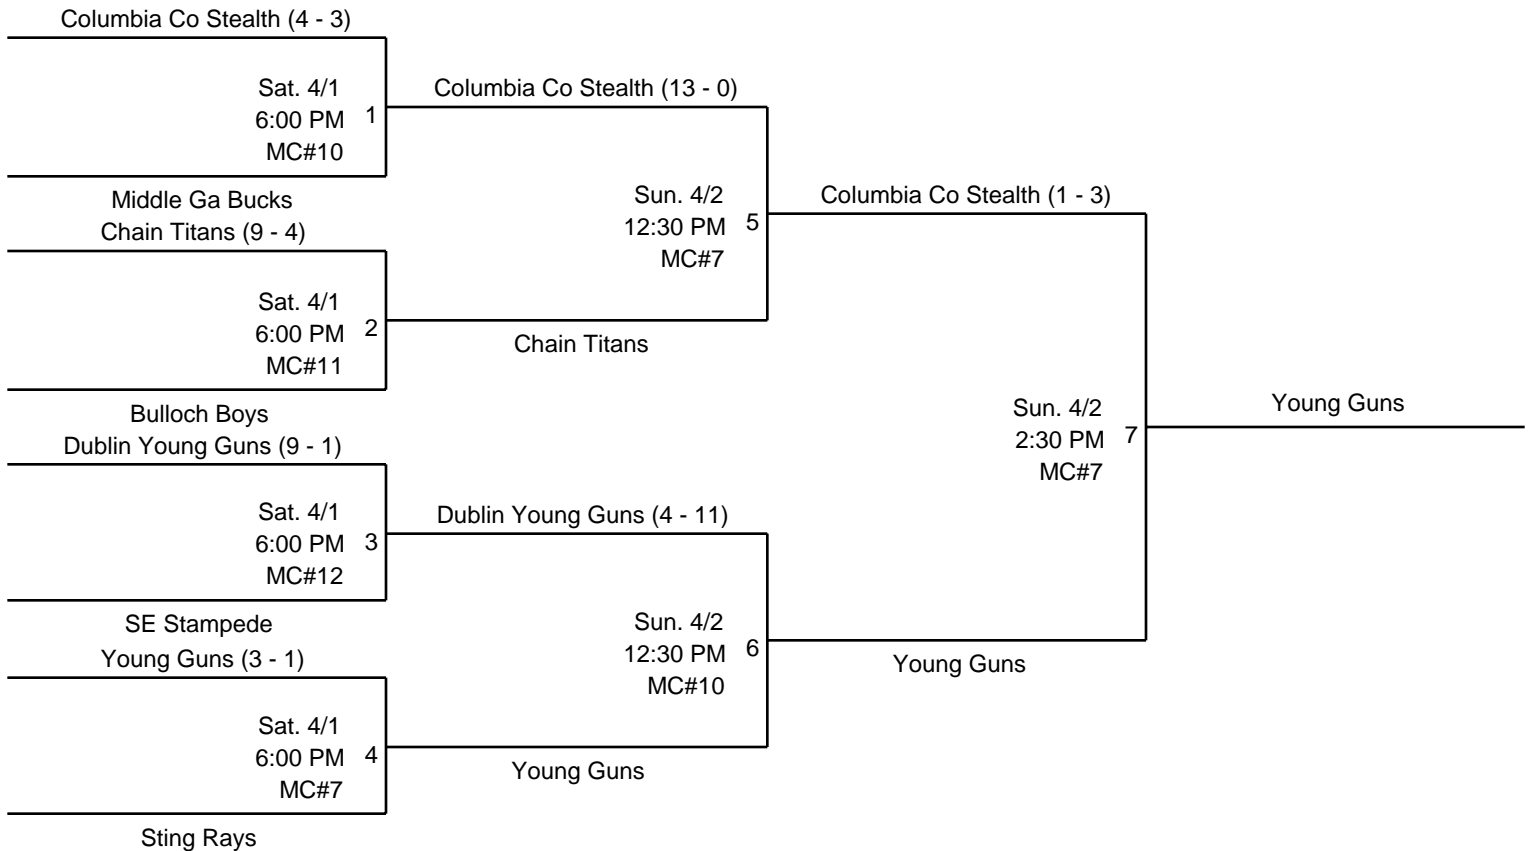 Columbia Co Stealth (4 - 3)
Sat. 4/1
6:00 PM
1
MC#10
Middle Ga Bucks
Chain Titans (9 - 4)
Sat. 4/1
6:00 PM
2
MC#11
Bulloch Boys
Dublin Young Guns (9 - 1)
Sat. 4/1
6:00 PM
3
MC#12
SE Stampede
Young Guns (3 - 1)
Sat. 4/1
6:00 PM
4
MC#7
Sting Rays
Columbia Co Stealth (13 - 0)
Sun. 4/2
12:30 PM
5
MC#7
Chain Titans
Dublin Young Guns (4 - 11)
Sun. 4/2
12:30 PM
6
MC#10
Young Guns
Columbia Co Stealth (1 - 3)
Sun. 4/2
2:30 PM
7
MC#7
Young Guns
Young Guns